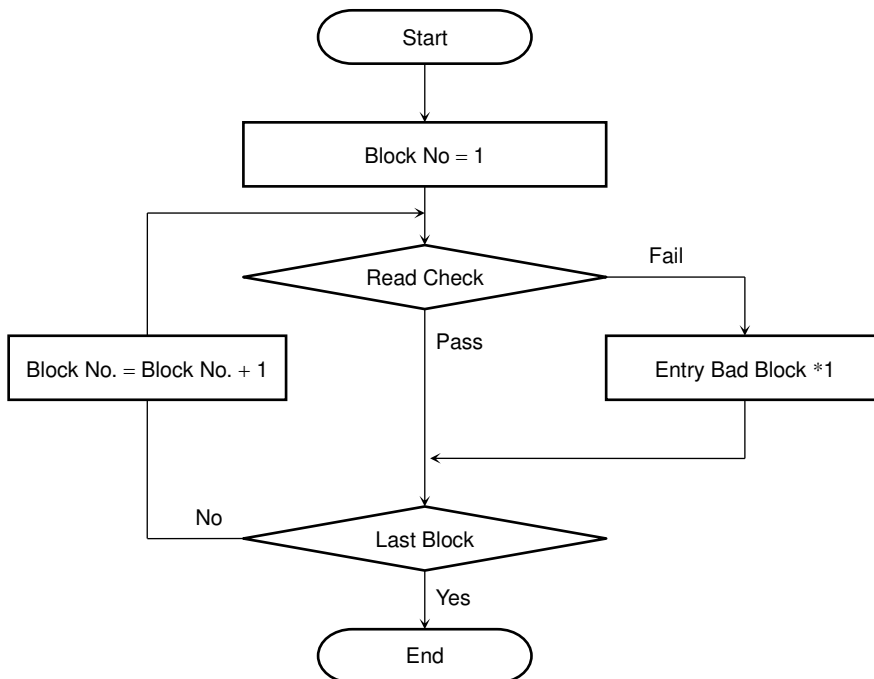 Start
Block No = 1
Read Check
Fail
Pass
Block No. = Block No. + 1
Entry Bad Block *1
No
Last Block
Yes
End